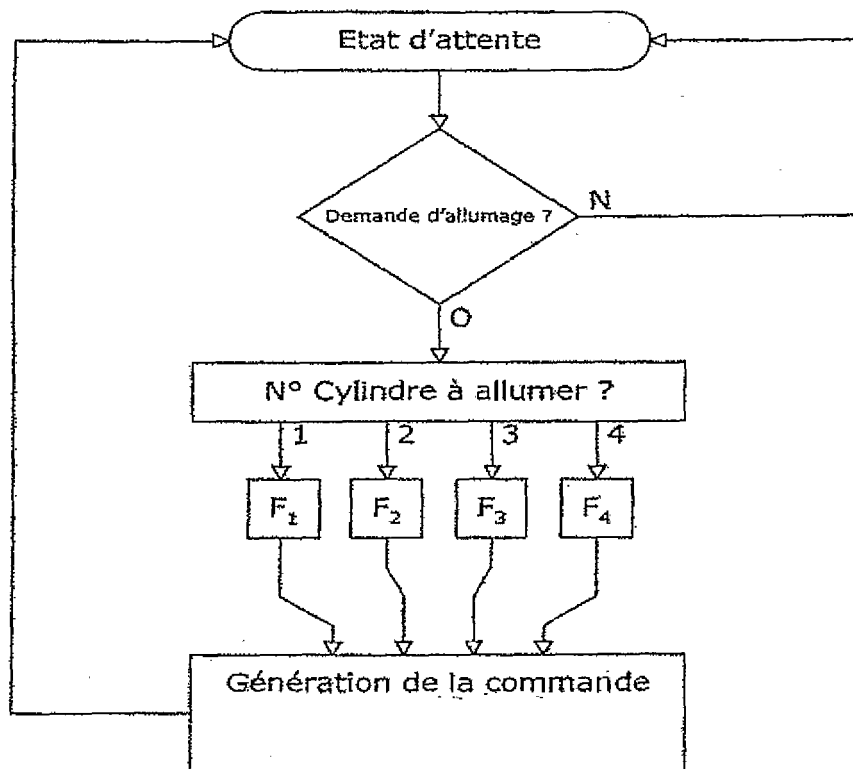 Etat d'attente
Demande d'allumage ?
N
O
N° Cylindre à allumer ?
1 2 3 4
F₁ F₂ F₃ F₄
Génération de la commande